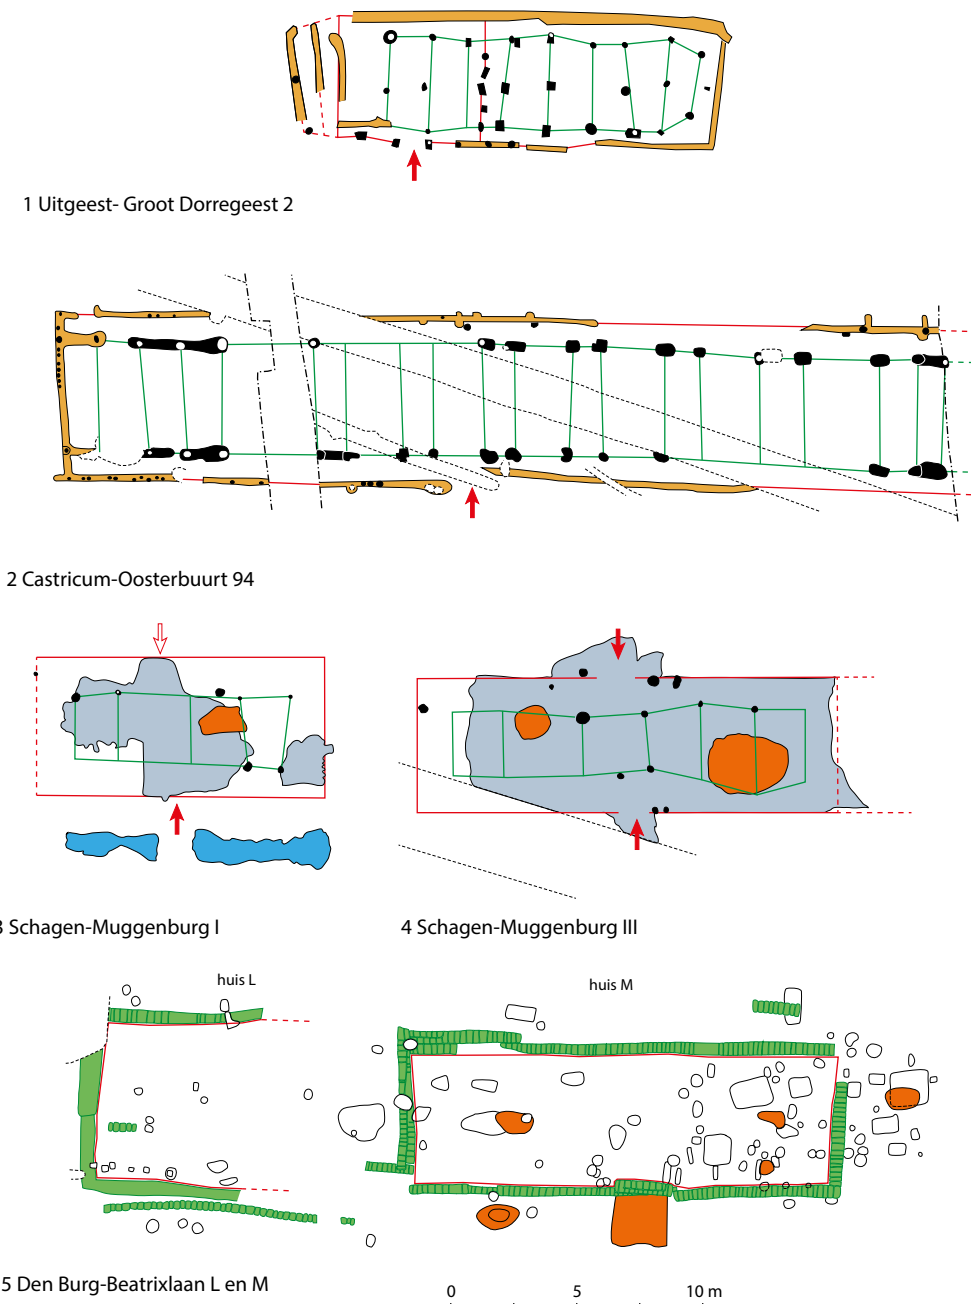 1 Uitgeest- Groot Dorregeest 2
2 Castricum-Oosterbuurt 94
3 Schagen-Muggenburg I
4 Schagen-Muggenburg III
huis L
huis M
5 Den Burg-Beatrixlaan L en M
0 5 10 m